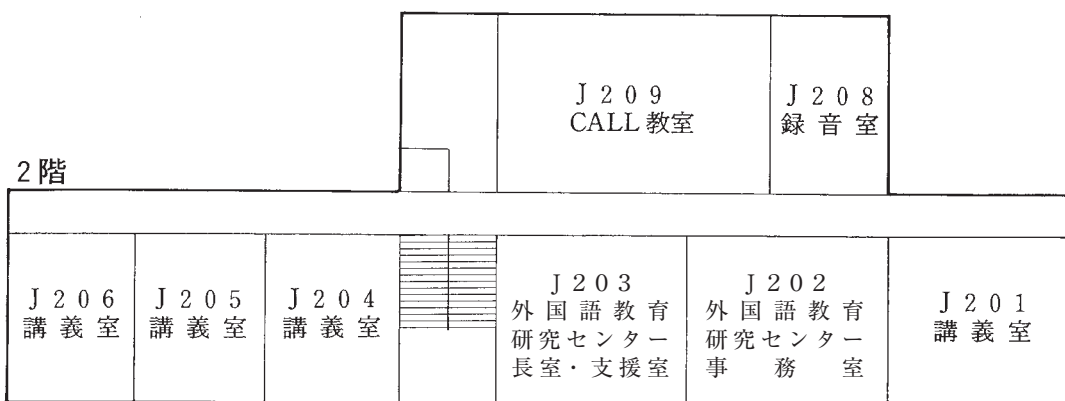 J209
CALL教室
J208
録音室
2階
J206
講義室
J205
講義室
J204
講義室
J203
外国語教育
研究センター
長室・支援室
J202
外国語教育
研究センター
事務室
J201
講義室